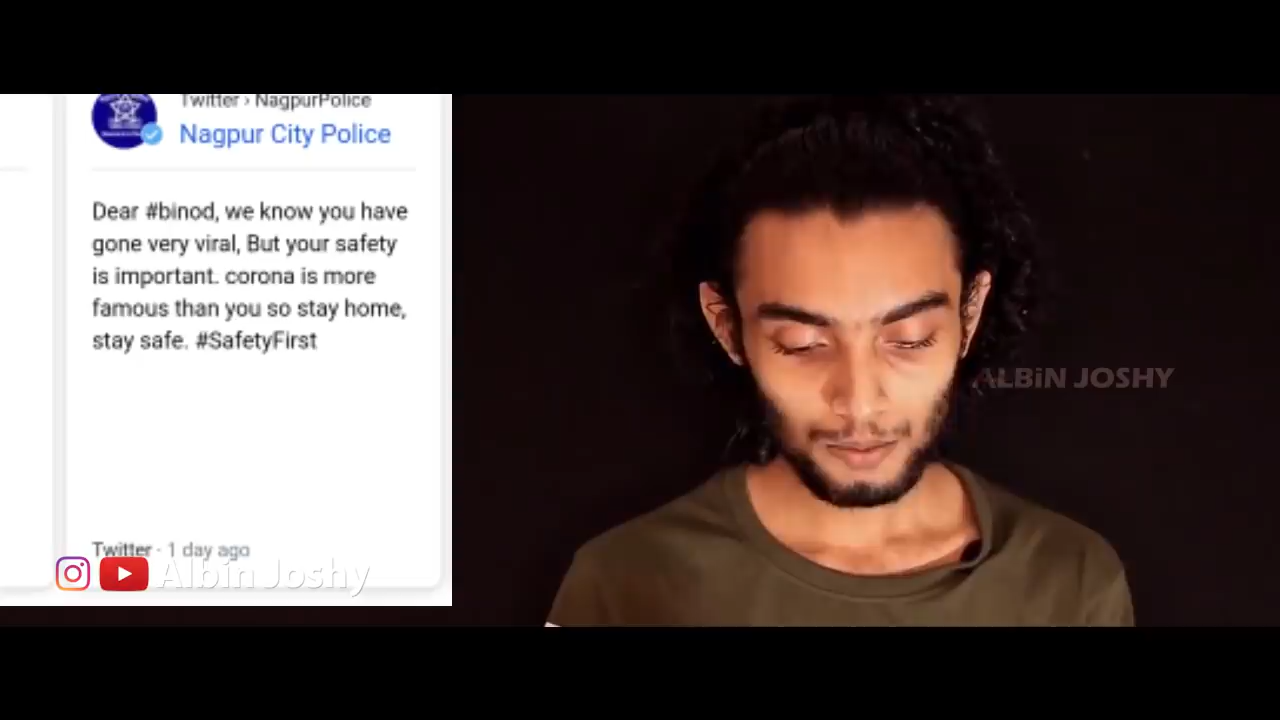 Twitter › NagpurPolice
Nagpur City Police
Dear #binod, we know you have
gone very viral, But your safety
is important. corona is more
famous than you so stay home,
stay safe. #SafetyFirst
Twitter · 1 day ago
Albin Joshy
ALBiN JOSHY